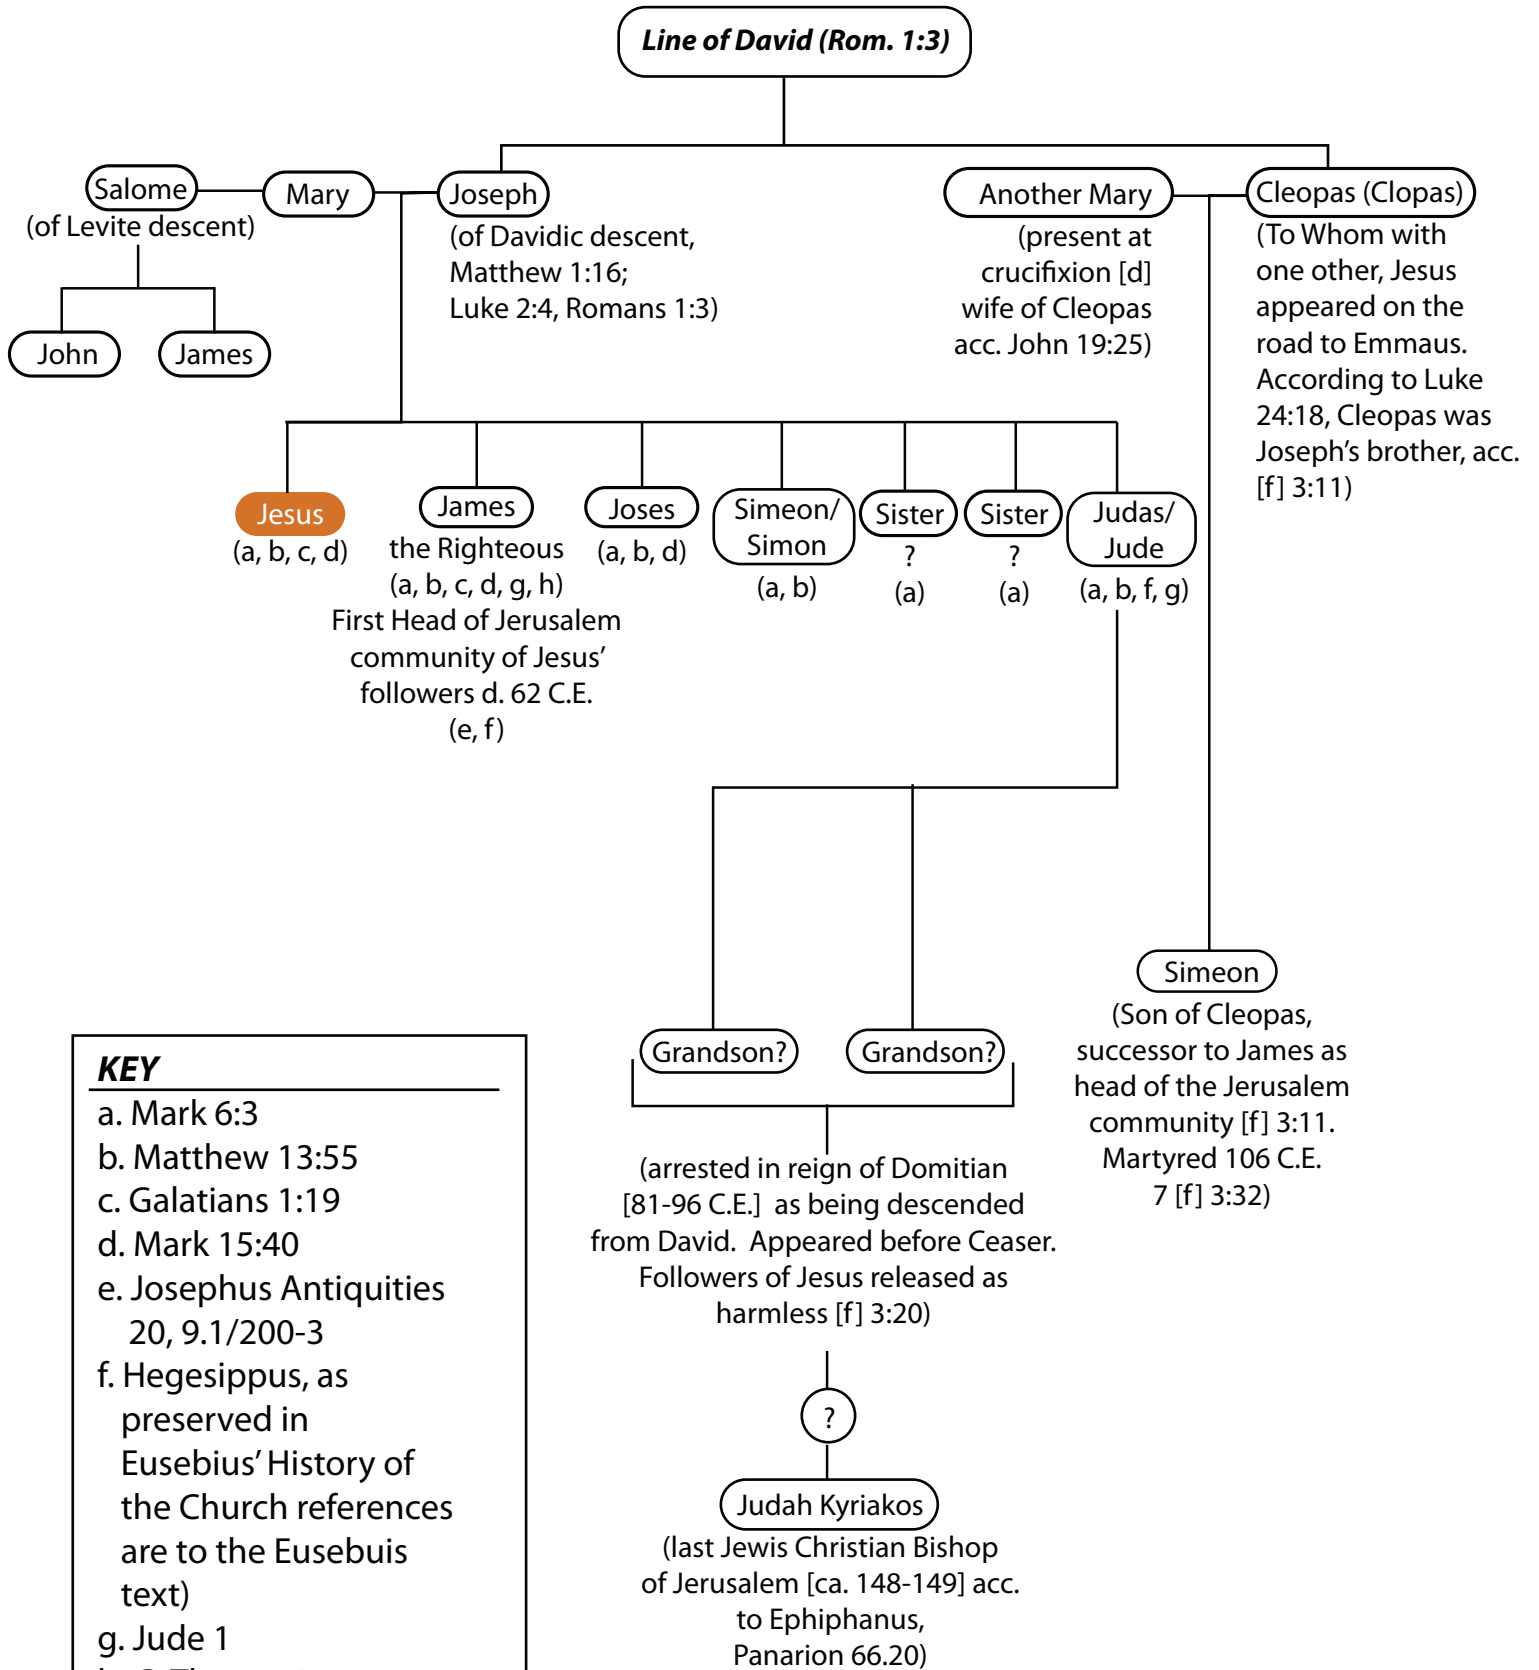 Line of David (Rom. 1:3)
Salome
(of Levite descent)
Mary
Joseph
(of Davidic descent,
Matthew 1:16;
Luke 2:4, Romans 1:3)
Another Mary
(present at
crucifixion [d]
wife of Cleopas
acc. John 19:25)
Cleopas (Clopas)
(To Whom with
one other, Jesus
appeared on the
road to Emmaus.
According to Luke
24:18, Cleopas was
Joseph's brother, acc.
[f] 3:11)
John
James
Jesus
(a, b, c, d)
James
the Righteous
(a, b, c, d, g, h)
First Head of Jerusalem
community of Jesus'
followers d. 62 C.E.
(e, f)
Joses
(a, b, d)
Simeon/
Simon
(a, b)
Sister
?
(a)
Sister
?
(a)
Judas/
Jude
(a, b, f, g)
Simeon
(Son of Cleopas,
successor to James as
head of the Jerusalem
community [f] 3:11.
Martyred 106 C.E.
7 [f] 3:32)
Grandson?
Grandson?
(arrested in reign of Domitian
[81-96 C.E.] as being descended
from David. Appeared before Ceaser.
Followers of Jesus released as
harmless [f] 3:20)
?
Judah Kyriakos
(last Jewis Christian Bishop
of Jerusalem [ca. 148-149] acc.
to Ephiphanus,
Panarion 66.20)
KEY
a. Mark 6:3
b. Matthew 13:55
c. Galatians 1:19
d. Mark 15:40
e. Josephus Antiquities
20, 9.1/200-3
f. Hegesippus, as
preserved in
Eusebius' History of
the Church references
are to the Eusebuis
text)
g. Jude 1